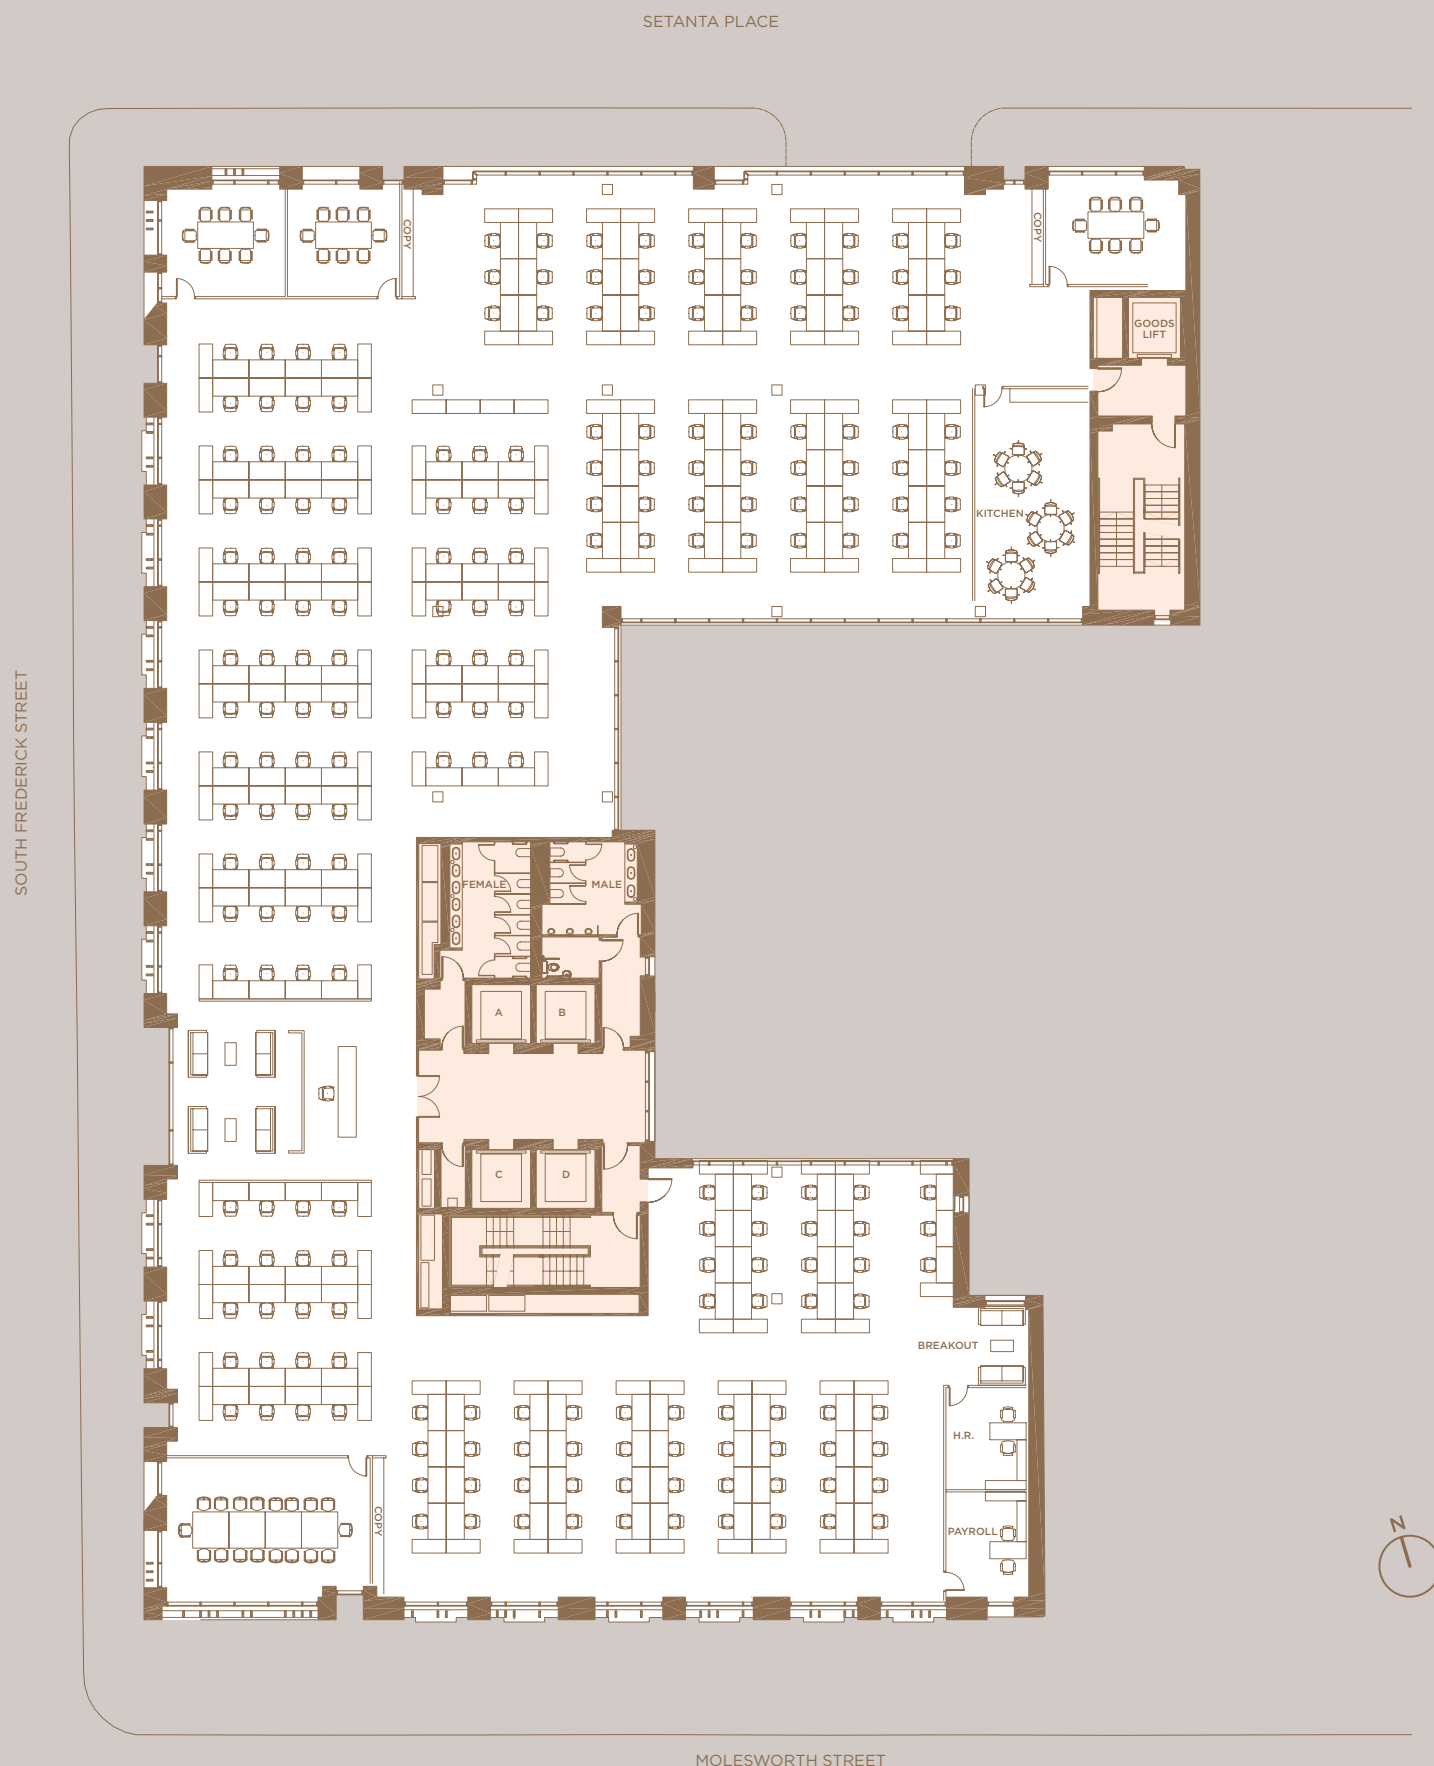 SETANTA PLACE
COPY
COPY
GOODS
LIFT
KITCHEN
SOUTH FREDERICK STREET
FEMALE
MALE
A
B
C
D
BREAKOUT
H.R.
COPY
PAYROLL
N
MOLESWORTH STREET